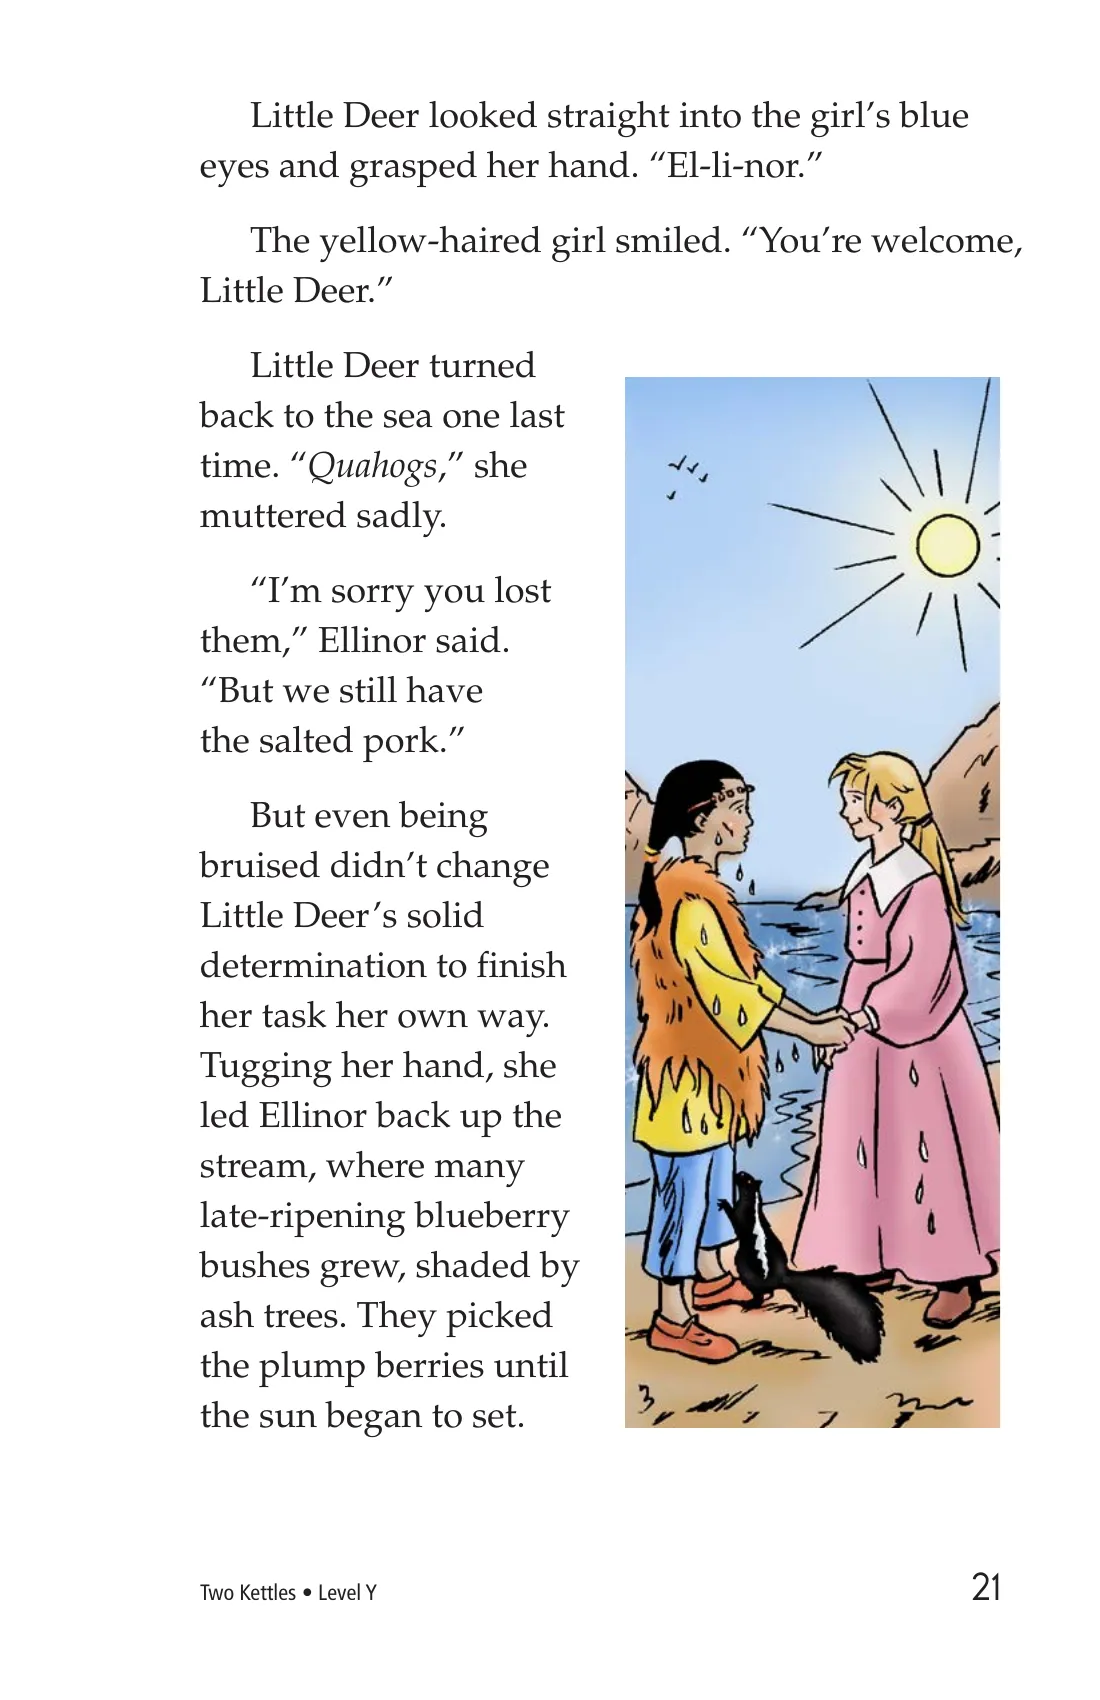 Little Deer looked straight into the girl’s blue
eyes and grasped her hand. “El-li-nor.”
The yellow-haired girl smiled. “You’re welcome,
Little Deer.”
Little Deer turned
back to the sea one last
time. “Quahogs,” she
muttered sadly.
“I’m sorry you lost
them,” Ellinor said.
“But we still have
the salted pork.”
But even being
bruised didn’t change
Little Deer’s solid
determination to finish
her task her own way.
Tugging her hand, she
led Ellinor back up the
stream, where many
late-ripening blueberry
bushes grew, shaded by
ash trees. They picked
the plump berries until
the sun began to set.
Two Kettles • Level Y
21